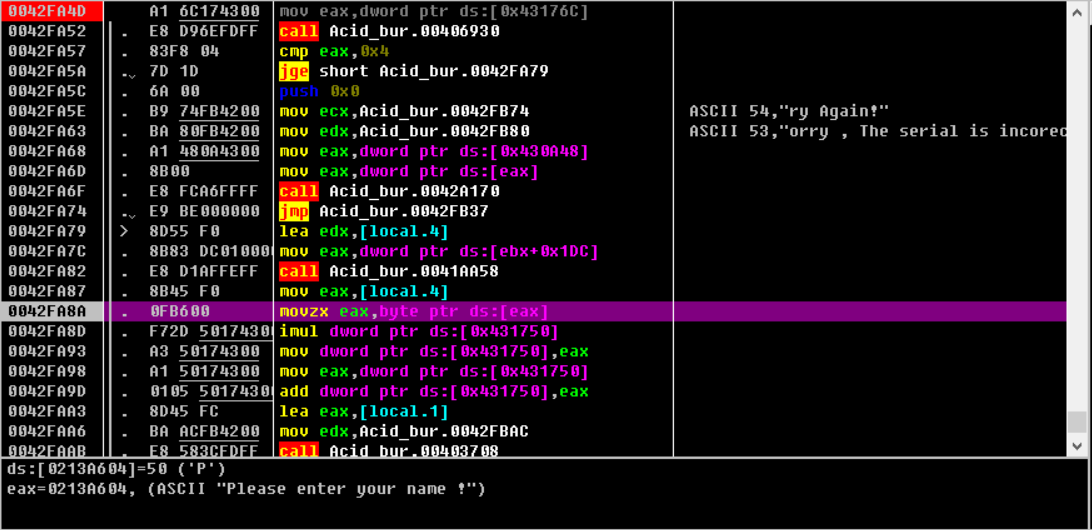 0042FA4D A1 6C174300 mov eax,dword ptr ds:[0x43176C]
0042FA52 . E8 D96EFDFF call Acid_bur.00406930
0042FA57 . 83F8 04 cmp eax,0x4
0042FA5A . 7D 1D jge short Acid_bur.0042FA79
0042FA5C . 6A 00 push 0x0
0042FA5E . B9 74FB4200 mov ecx,Acid_bur.0042FB74 ASCII 54,"ry Again!"
0042FA63 . BA 80FB4200 mov edx,Acid_bur.0042FB80 ASCII 53,"orry , The serial is incorec
0042FA68 . A1 480A4300 mov eax,dword ptr ds:[0x430A48]
0042FA6D . 8B00 mov eax,dword ptr ds:[eax]
0042FA6F . E8 FCA6FFFF call Acid_bur.0042A170
0042FA74 . E9 BE000000 jmp Acid_bur.0042FB37
0042FA79 > 8D55 F0 lea edx,[local.4]
0042FA7C . 8B83 DC010000 mov eax,dword ptr ds:[ebx+0x1DC]
0042FA82 . E8 D1AFFEFF call Acid_bur.0041AA58
0042FA87 . 8B45 F0 mov eax,[local.4]
0042FA8A . 0FB600 movzx eax,byte ptr ds:[eax]
0042FA8D . F72D 50174300 imul dword ptr ds:[0x431750]
0042FA93 . A3 50174300 mov dword ptr ds:[0x431750],eax
0042FA98 . A1 50174300 mov eax,dword ptr ds:[0x431750]
0042FA9D . 0105 50174300 add dword ptr ds:[0x431750],eax
0042FAA3 . 8D45 FC lea eax,[local.1]
0042FAA6 . BA ACFB4200 mov edx,Acid_bur.0042FBAC
0042FAAB . E8 583CFDFF call Acid_bur.00403708
ds:[0213A604]=50 ('P')
eax=0213A604, (ASCII "Please enter your name !")